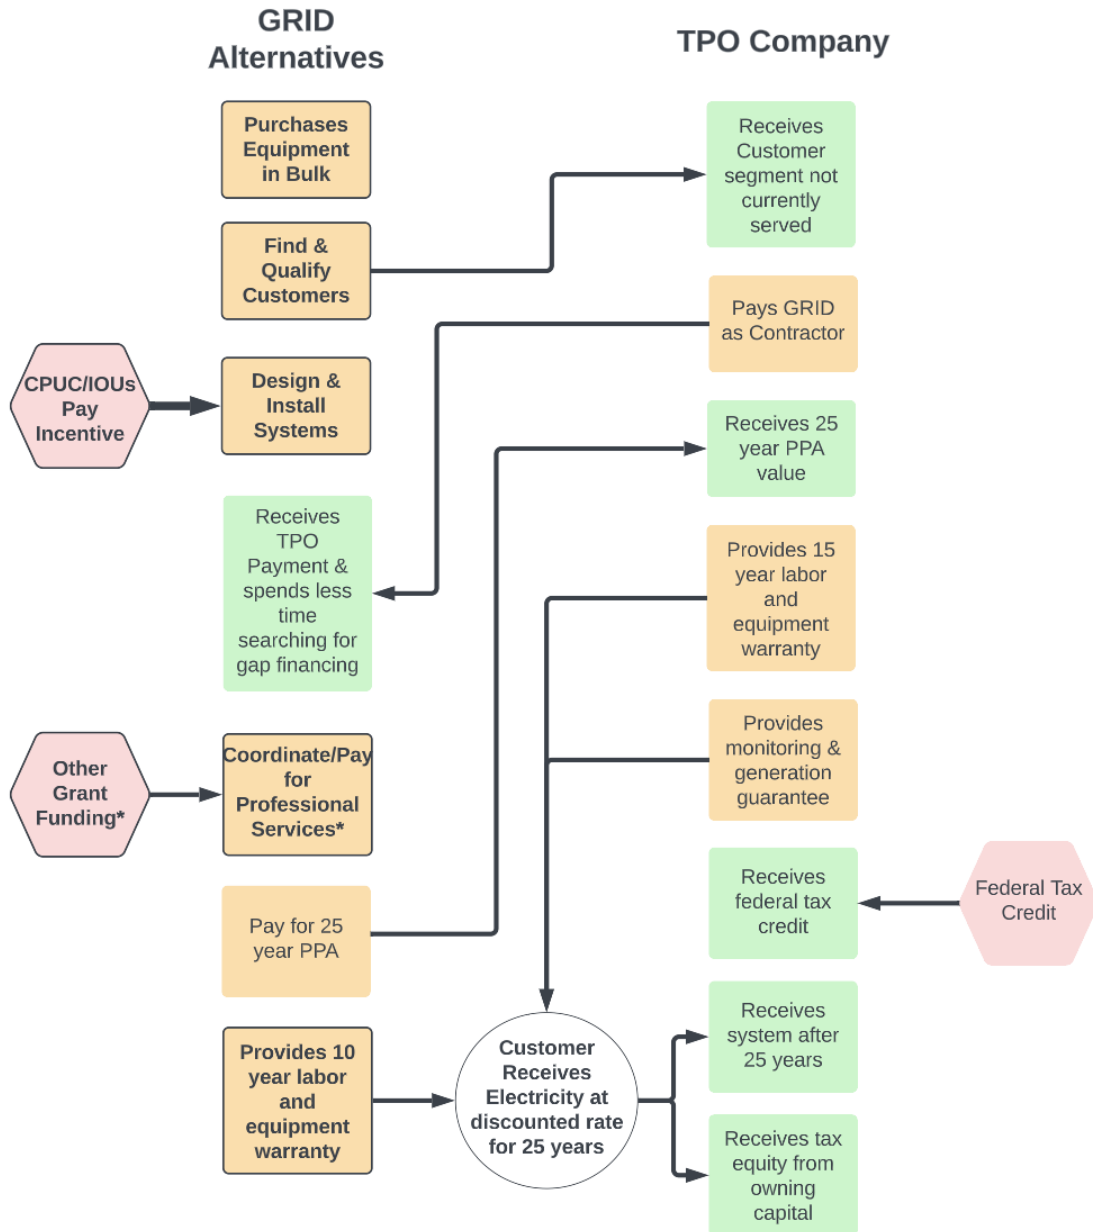 GRID
Alternatives
TPO Company
Purchases
Equipment
in Bulk
Receives
Customer
segment not
currently
served
Find &
Qualify
Customers
Pays GRID
as Contractor
CPUC/IOUs
Pay
Incentive
Design &
Install
Systems
Receives 25
year PPA
value
Receives
TPO
Payment &
spends less
time
searching for
gap financing
Provides 15
year labor
and
equipment
warranty
Other
Grant
Funding*
Coordinate/Pay
for
Professional
Services*
Provides
monitoring &
generation
guarantee
Pay for 25
year PPA
Receives
federal tax
credit
Federal Tax
Credit
Provides 10
year labor
and
equipment
warranty
Customer
Receives
Electricity at
discounted rate
for 25 years
Receives
system after
25 years
Receives tax
equity from
owning
capital